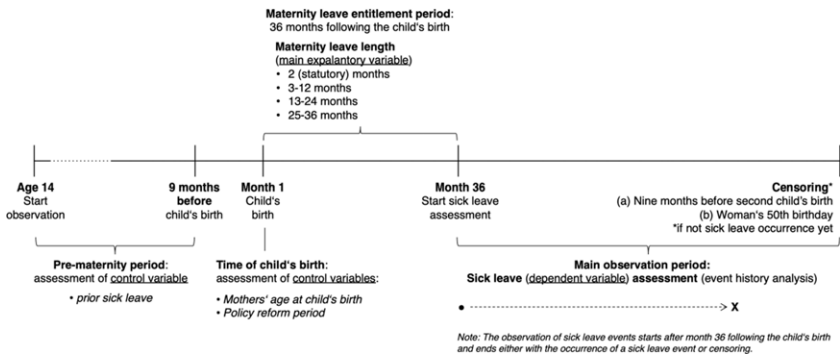 Maternity leave entitlement period:
36 months following the child's birth
Maternity leave length
(main expalantory variable)
• 2 (statutory) months
• 3-12 months
• 13-24 months
• 25-36 months
Age 14
Start
observation
9 months
before
child's birth
Month 1
Child's
birth
Month 36
Start sick leave
assessment
Censoring*
(a) Nine months before second child's birth
(b) Woman's 50th birthday
*if not sick leave occurrence yet
Pre-maternity period:
assessment of control variable
• prior sick leave
Time of child's birth:
assessment of control variables:
• Mothers' age at child's birth
• Policy reform period
Main observation period:
Sick leave (dependent variable) assessment (event history analysis)
X
Note: The observation of sick leave events starts after month 36 following the child's birth
and ends either with the occurrence of a sick leave event or censoring.